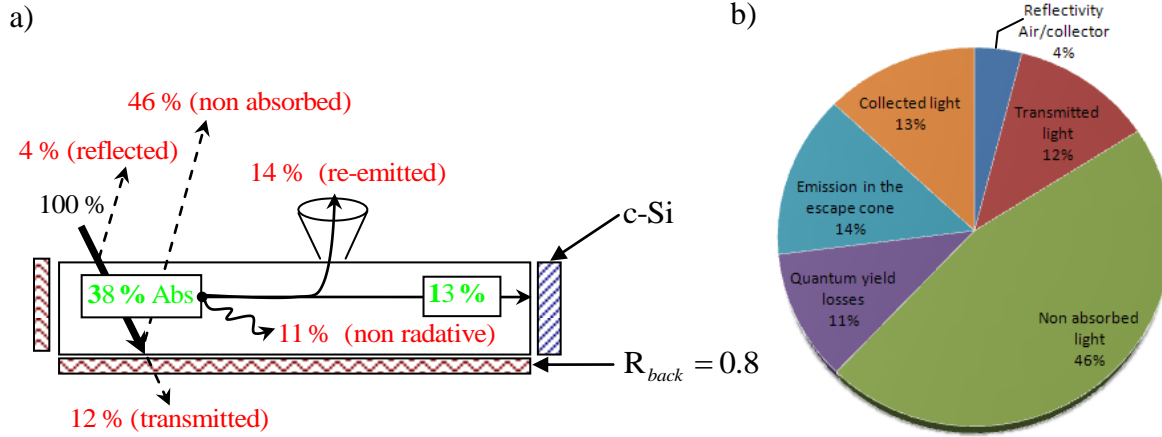 a)
46 % (non absorbed)
4 % (reflected)
14 % (re-emitted)
100 %
c-Si
38 % Abs
13 %
11 % (non radative)
R_back = 0.8
12 % (transmitted)
b)
Reflectivity
Air/collector
4%
Collected light
13%
Transmitted
light
12%
Emission in the
escape cone
14%
Quantum yield
losses
11%
Non absorbed
light
46%